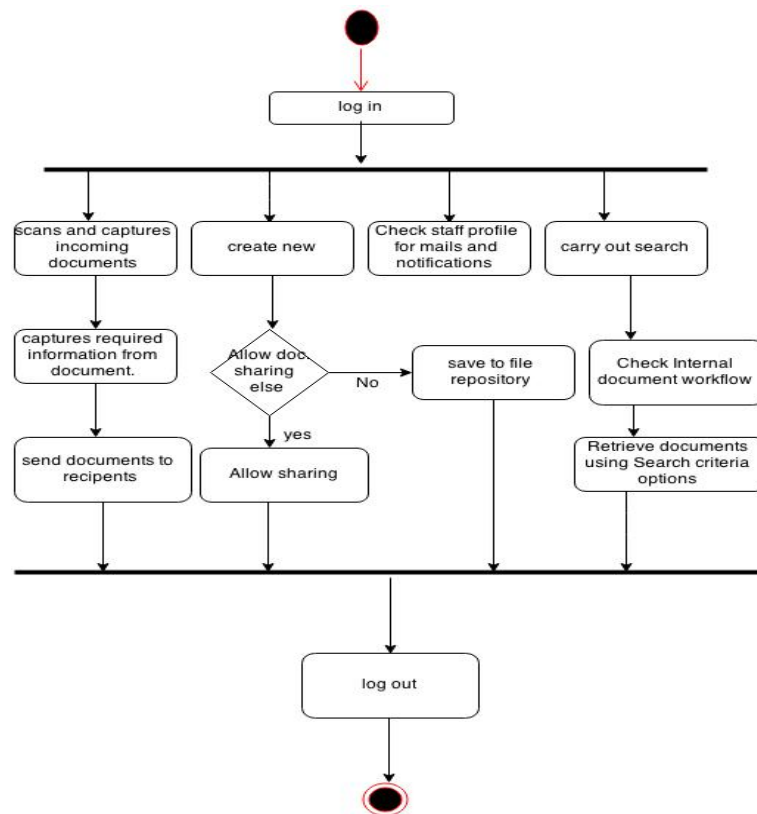 log in
scans and captures
incoming
documents
create new
Check staff profile
for mails and
notifications
carry out search
captures required
information from
document.
Allow doc.
sharing
else
No
yes
save to file
repository
Check Internal
document workflow
send documents to
recipents
Allow sharing
Retrieve documents
using Search criteria
options
log out